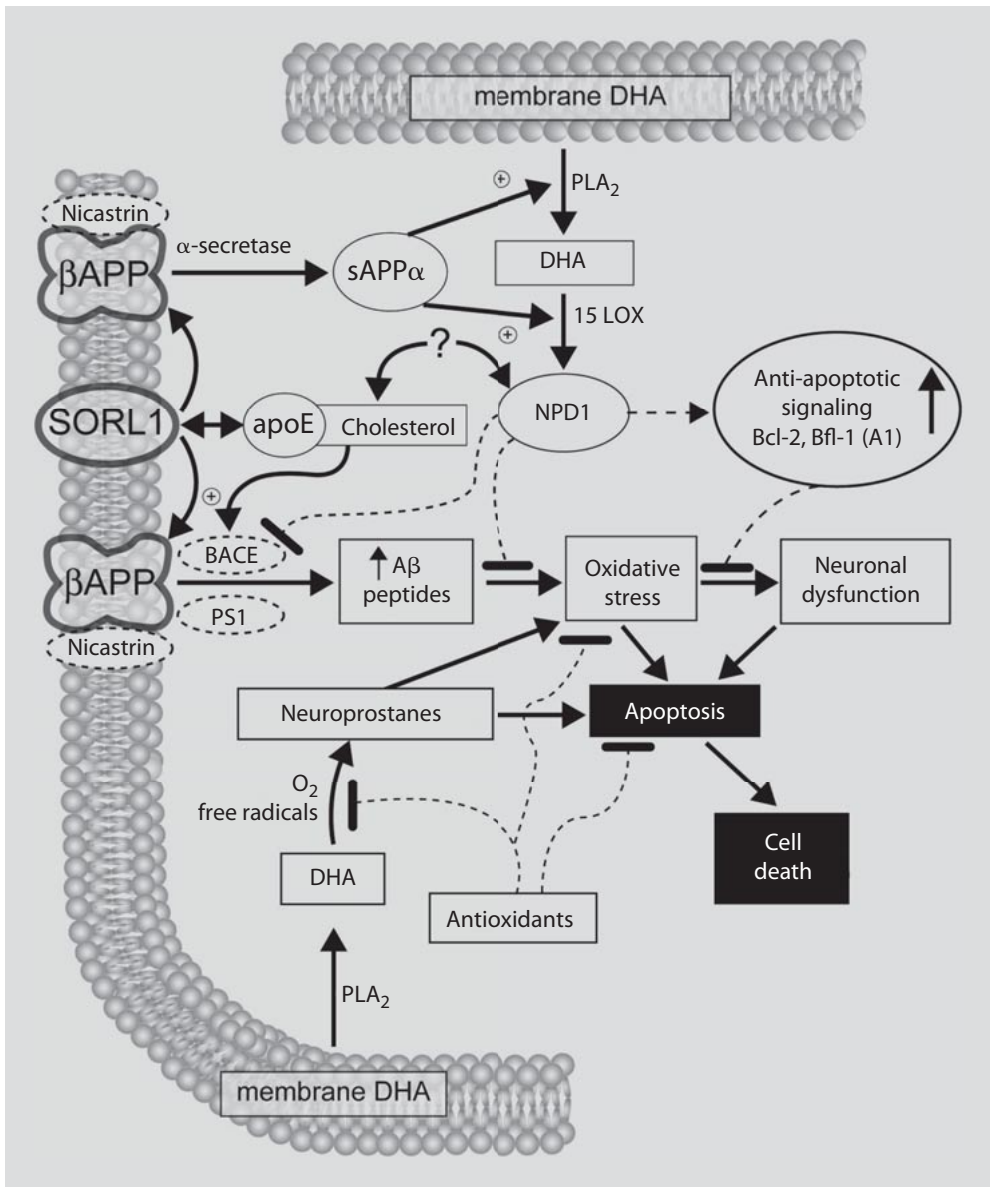 membrane DHA
⊕
PLA₂
Nicastrin
α-secretase
βAPP
sAPPα
DHA
15 LOX
⊕
?
Anti-apoptotic
signaling
Bcl-2, Bfl-1 (A1)
NPD1
SORL1
apoE
Cholesterol
⊕
BACE
βAPP
PS1
Nicastrin
Aβ
peptides
Oxidative
stress
Neuronal
dysfunction
Neuroprostanes
Apoptosis
O₂
free radicals
Cell
death
DHA
Antioxidants
PLA₂
membrane DHA